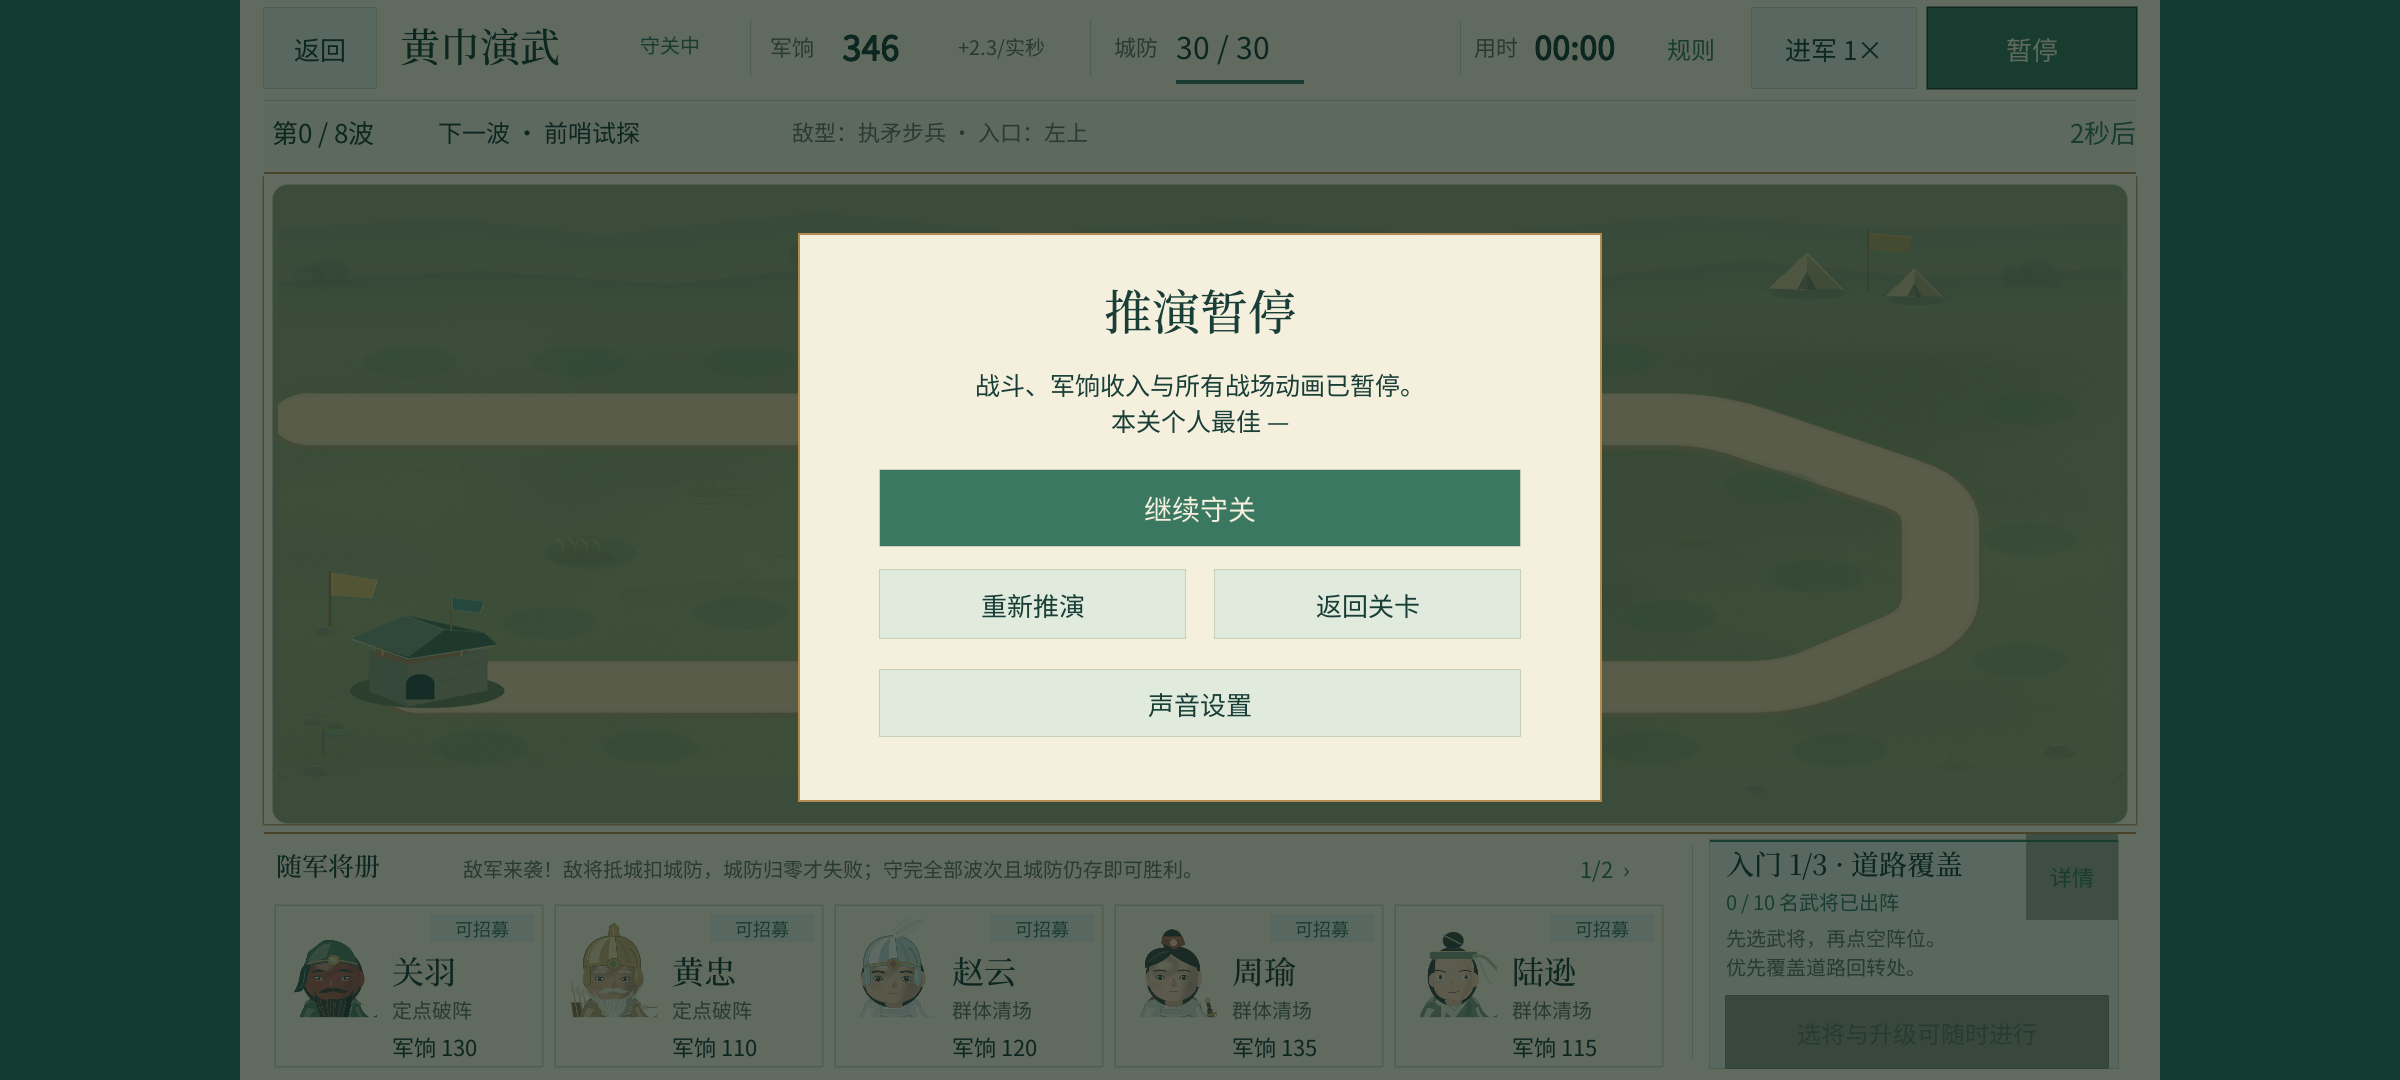 返回 黄巾演武 守关中 军饷 346 +2.3/实秒 城防 30 / 30 用时 00:00 规则 进军 1× 暂停
第0 / 8波 下一波 · 前哨试探 敌型：执矛步兵 · 入口：左上 2秒后
推演暂停
战斗、军饷收入与所有战场动画已暂停。
本关个人最佳 —
继续守关
重新推演 返回关卡
声音设置
随军将册 敌军来袭！敌将抵城扣城防，城防归零才失败；守完全部波次且城防仍存即可胜利。 1/2 ›
可招募 可招募 可招募 可招募 可招募
关羽 黄忠 赵云 周瑜 陆逊
定点破阵 定点破阵 群体清场 群体清场 群体清场
军饷 130 军饷 110 军饷 120 军饷 135 军饷 115
入门 1/3 · 道路覆盖 详情
0 / 10 名武将已出阵
先选武将，再点空阵位。
优先覆盖道路回转处。
选将与升级可随时进行